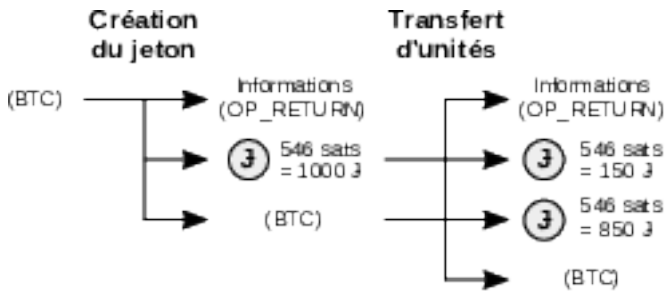 Création
du jeton
Transfert
d'unités
(BTC)
Informations
(OP_RETURN)
J
546 sats
= 1000 J
(BTC)
Informations
(OP_RETURN)
J
546 sats
= 150 J
J
546 sats
= 850 J
(BTC)